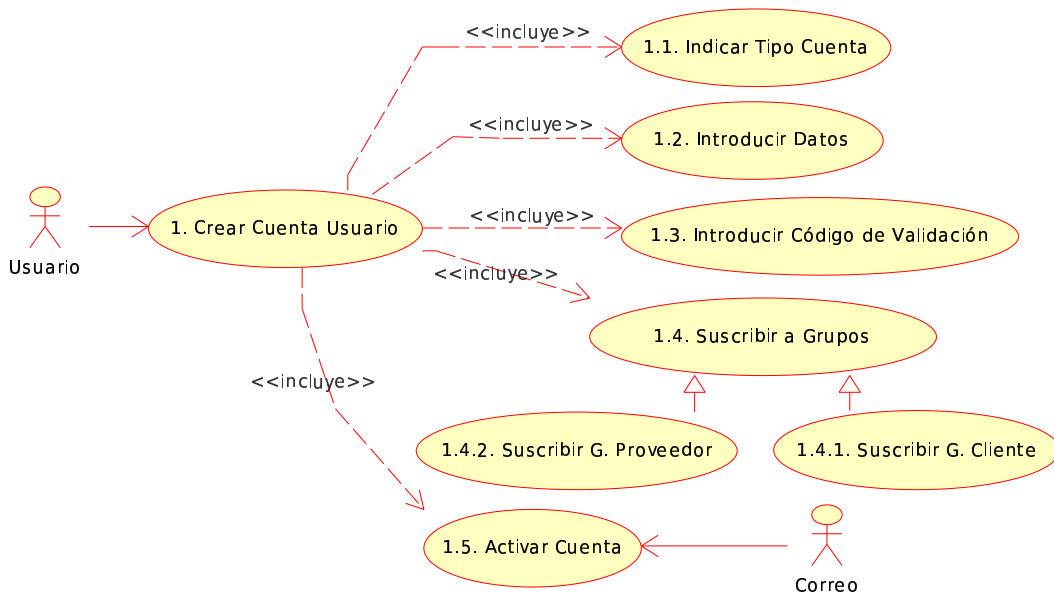 <<incluye>>
1.1. Indicar Tipo Cuenta
<<incluye>>
1.2. Introducir Datos
<<incluye>>
1. Crear Cuenta Usuario
1.3. Introducir Código de Validación
Usuario
<<incluye>>
1.4. Suscribir a Grupos
<<incluye>>
1.4.2. Suscribir G. Proveedor
1.4.1. Suscribir G. Cliente
1.5. Activar Cuenta
Correo